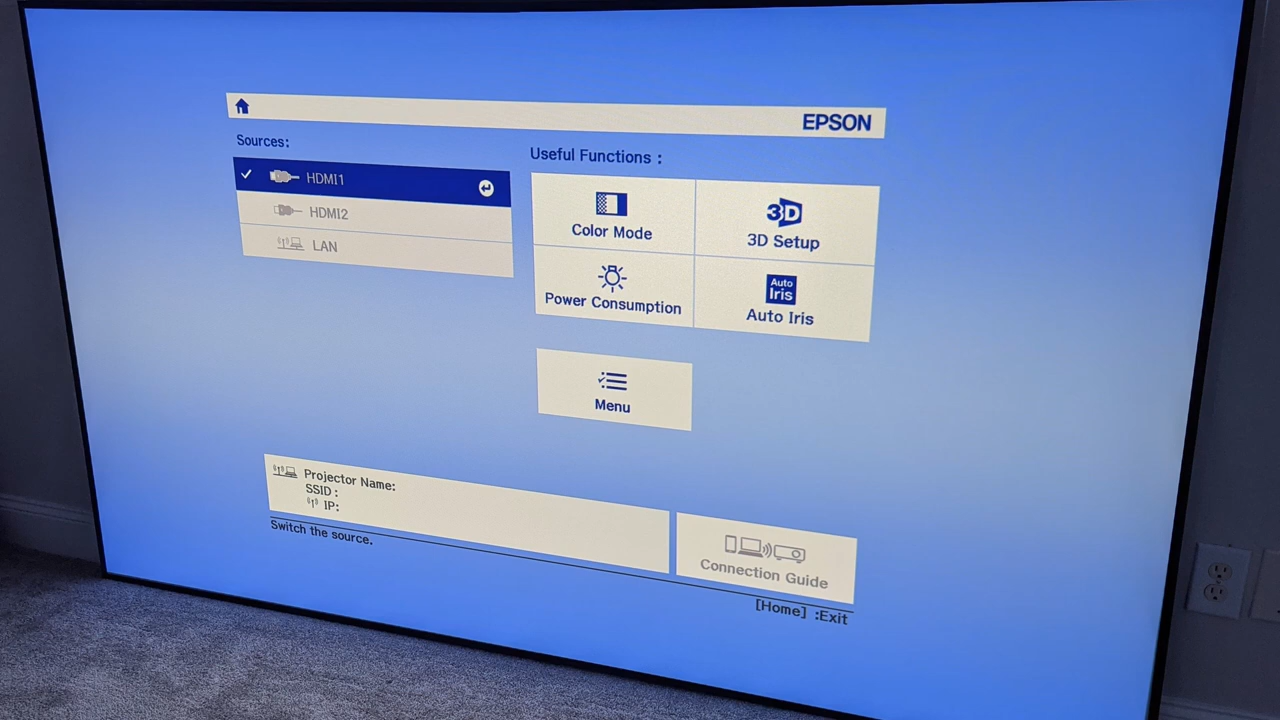 EPSON
Sources:
HDMI1
HDMI2
LAN
Useful Functions :
Color Mode
3D
3D Setup
Power Consumption
Auto
Iris
Auto Iris
Menu
Projector Name:
SSID :
IP:
Switch the source.
Connection Guide
[Home] :Exit